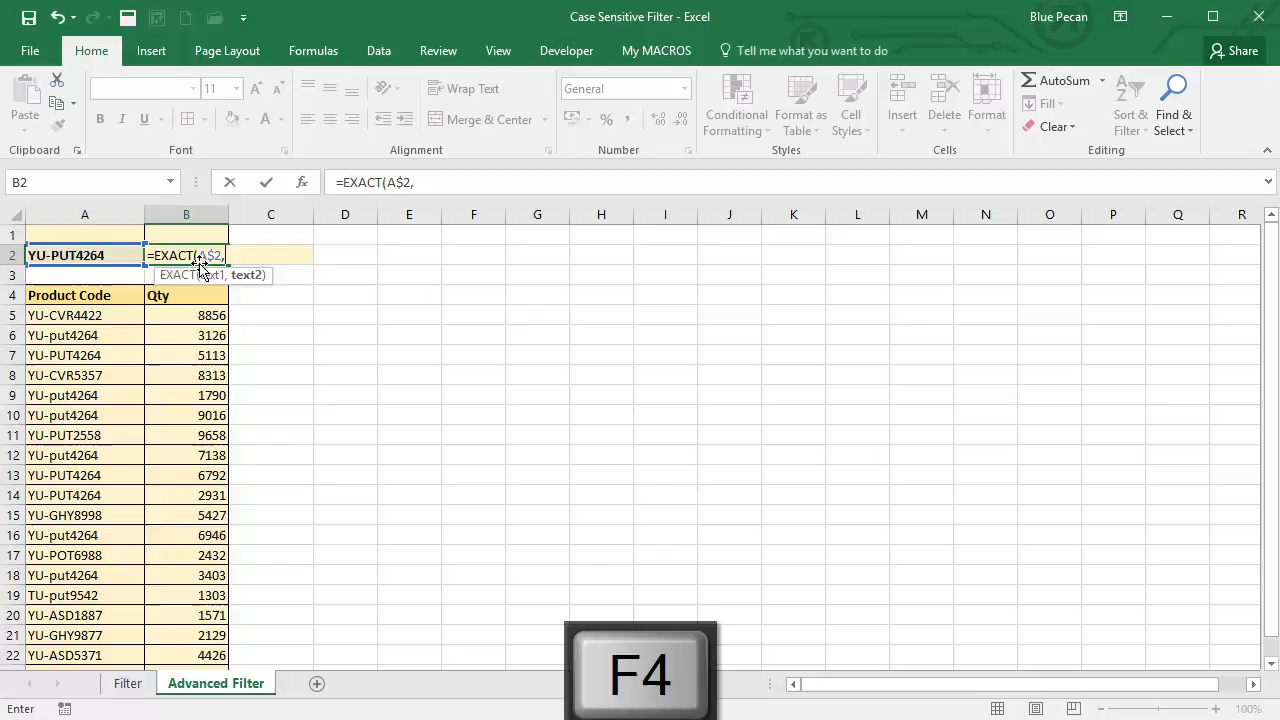 Case Sensitive Filter - Excel
Blue Pecan
File Home Insert Page Layout Formulas Data Review View Developer My MACROS Tell me what you want to do Share
Paste
Clipboard
11
B I U
Font
Wrap Text
Merge & Center
Alignment
General
Number
Conditional Formatting
Format as Table
Cell Styles
Styles
Insert
Delete
Format
Cells
AutoSum
Fill
Clear
Sort & Filter
Find & Select
Editing
B2
=EXACT(A$2,
A B C D E F G H I J K L M N O P Q R
1
2 YU-PUT4264 =EXACT(A$2,
3 EXACT(text1, text2)
4 Product Code Qty
5 YU-CVR4422 8856
6 YU-put4264 3126
7 YU-PUT4264 5113
8 YU-CVR5357 8313
9 YU-put4264 1790
10 YU-put4264 9016
11 YU-PUT2558 9658
12 YU-put4264 7138
13 YU-PUT4264 6792
14 YU-PUT4264 2931
15 YU-GHY8998 5427
16 YU-put4264 6946
17 YU-POT6988 2432
18 YU-put4264 3403
19 TU-put9542 1303
20 YU-ASD1887 1571
21 YU-GHY9877 2129
22 YU-ASD5371 4426
F4
Filter Advanced Filter
Enter
100%